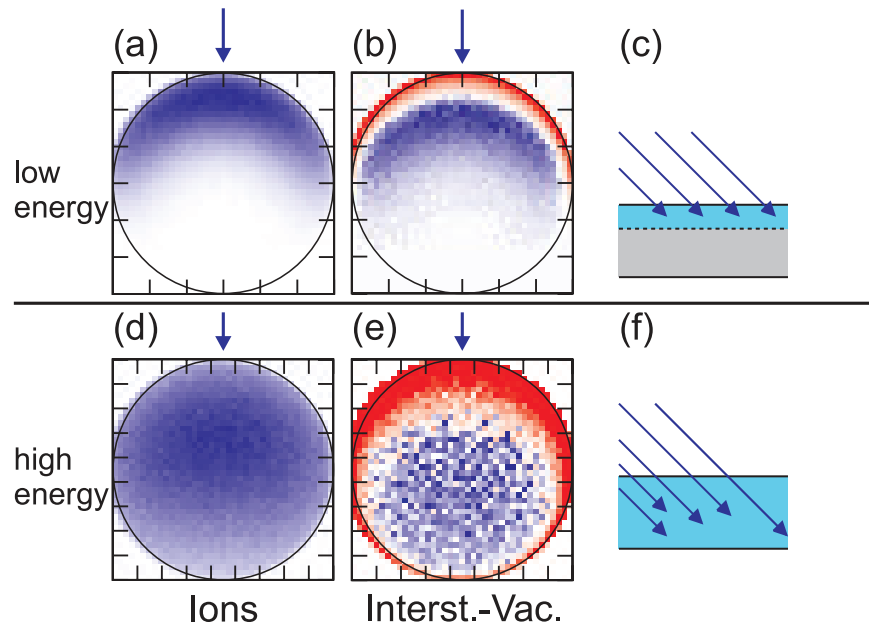 (a)
(b)
(c)
low
energy
(d)
(e)
(f)
high
energy
Ions
Interst.-Vac.